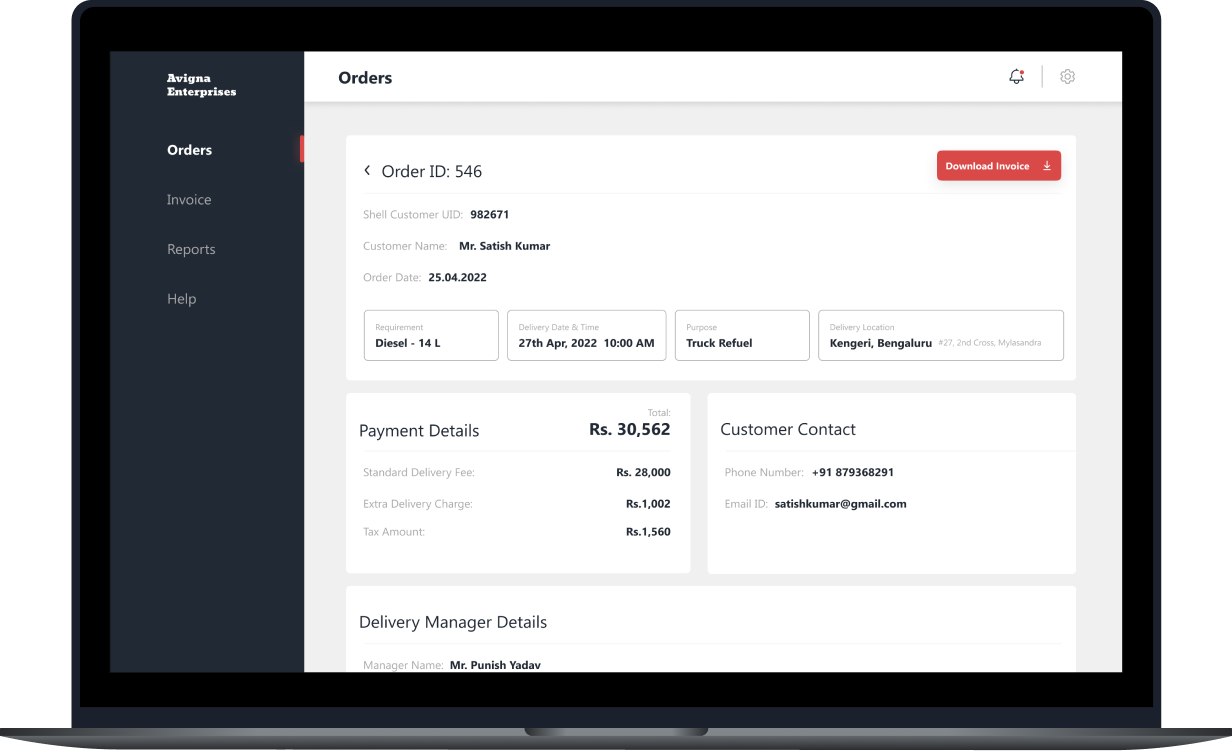 Avigna
Enterprises
Orders
Invoice
Reports
Help
Orders
Order ID: 546
Download Invoice
Shell Customer UID: 982671
Customer Name: Mr. Satish Kumar
Order Date: 25.04.2022
Requirement
Diesel - 14 L
Delivery Date & Time
27th Apr, 2022 10:00 AM
Purpose
Truck Refuel
Delivery Location
Kengeri, Bengaluru #27, 2nd Cross, Mylasandra
Payment Details
Total:
Rs. 30,562
Standard Delivery Fee: Rs. 28,000
Extra Delivery Charge: Rs.1,002
Tax Amount: Rs.1,560
Customer Contact
Phone Number: +91 879368291
Email ID: satishkumar@gmail.com
Delivery Manager Details
Manager Name: Mr. Punish Yadav